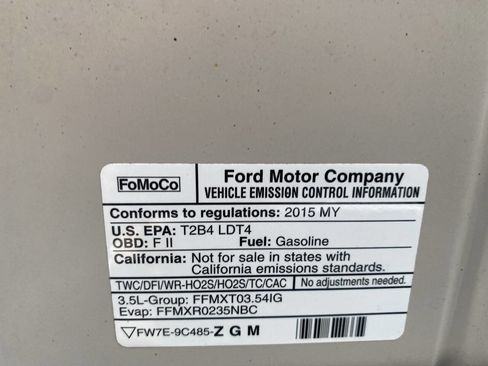 FoMoCo
Ford Motor Company
VEHICLE EMISSION CONTROL INFORMATION
Conforms to regulations: 2015 MY
U.S. EPA: T2B4 LDT4
OBD: F II Fuel: Gasoline
California: Not for sale in states with
California emissions standards.
TWC/DFI/WR-HO2S/HO2S/TC/CAC No adjustments needed.
3.5L-Group: FFMXT03.54IG
Evap: FFMXR0235NBC
FW7E-9C485-Z G M